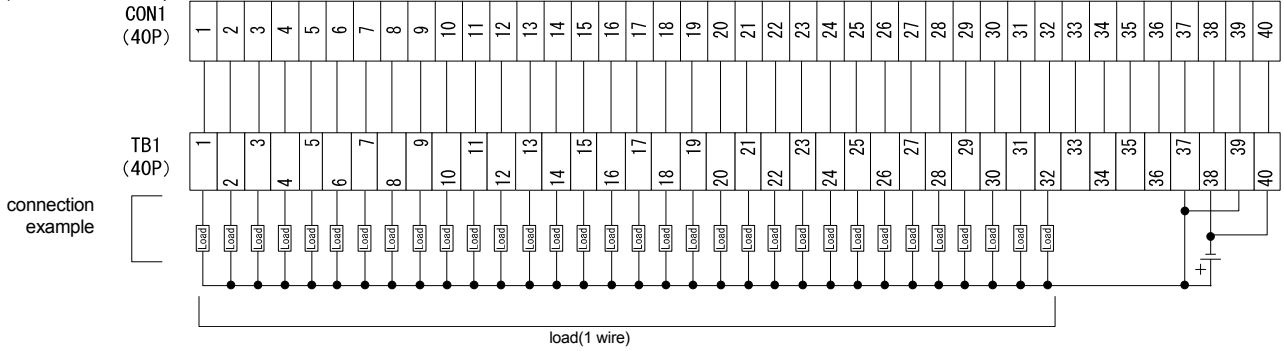 CON1
(40P)
1 2 3 4 5 6 7 8 9 10 11 12 13 14 15 16 17 18 19 20 21 22 23 24 25 26 27 28 29 30 31 32 33 34 35 36 37 38 39 40
TB1
(40P)
1 2 3 4 5 6 7 8 9 10 11 12 13 14 15 16 17 18 19 20 21 22 23 24 25 26 27 28 29 30 31 32 33 34 35 36 37 38 39 40
connection
example
Load Load Load Load Load Load Load Load Load Load Load Load Load Load Load Load Load Load Load Load Load Load Load Load Load Load Load Load Load Load Load Load
+
load(1 wire)